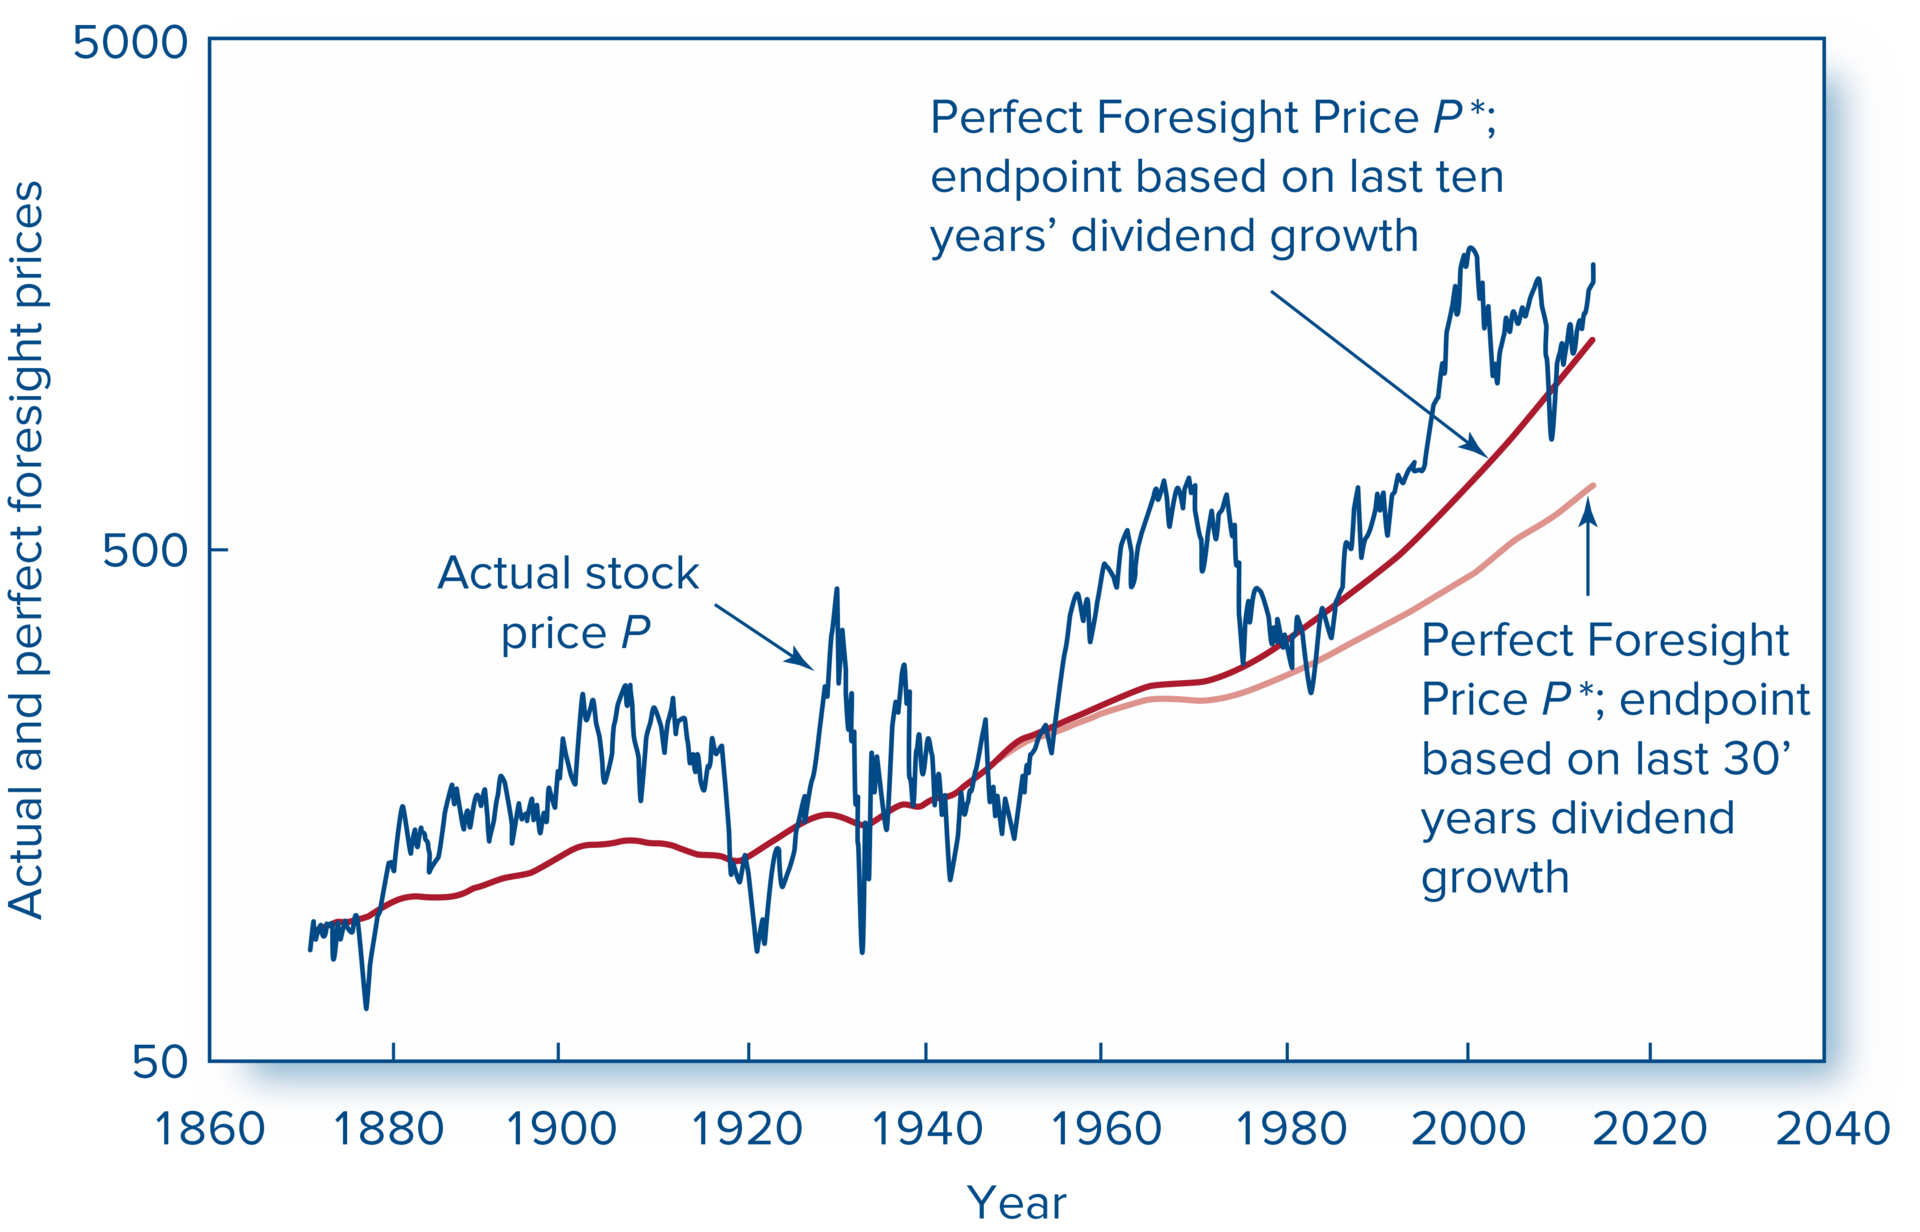 5000
Perfect Foresight Price P*;
endpoint based on last ten
years’ dividend growth
Actual and perfect foresight prices
500
Actual stock
price P
Perfect Foresight
Price P*; endpoint
based on last 30’
years dividend
growth
50
1860 1880 1900 1920 1940 1960 1980 2000 2020 2040
Year